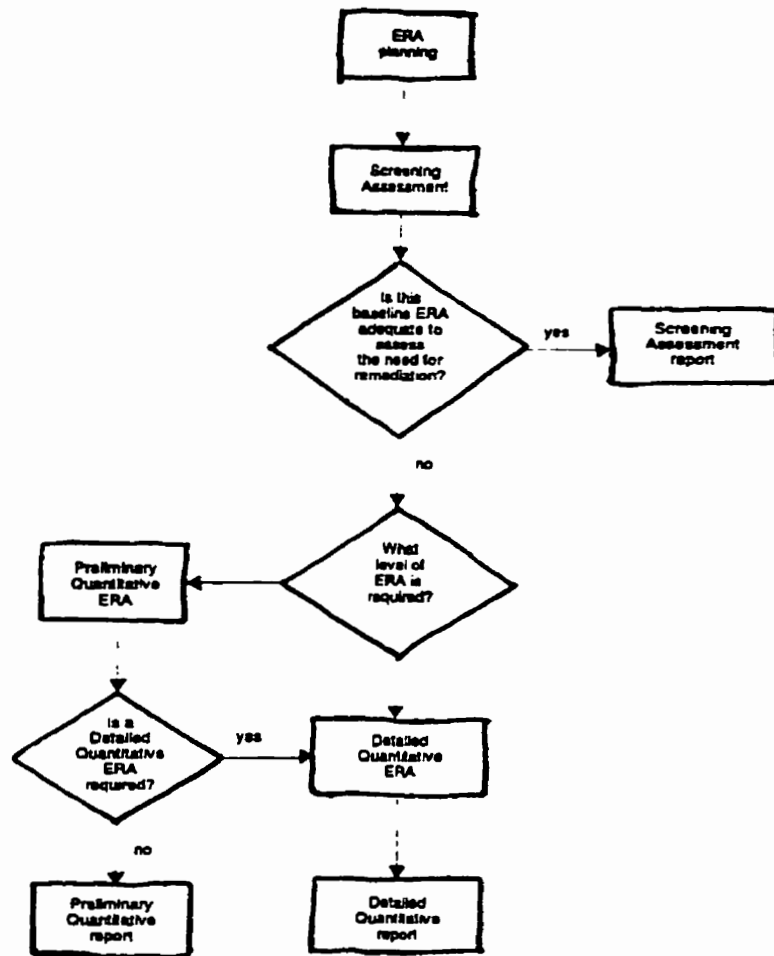 ERA
planning
Screening
Assessment
Is this
baseline ERA
adequate to
assess
the need for
remediation?
yes
Screening
Assessment
report
no
What
level of
ERA is
required?
Preliminary
Quantitative
ERA
Is a
Detailed
Quantitative
ERA
required?
yes
Detailed
Quantitative
ERA
no
Preliminary
Quantitative
report
Detailed
Quantitative
report